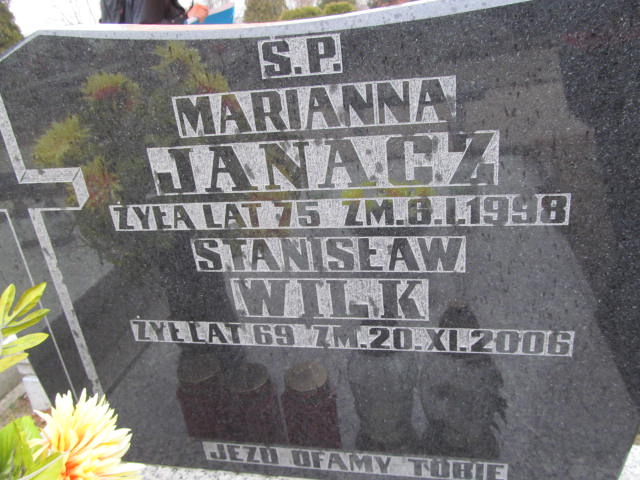 Ś.P.
MARIANNA
JANACZ
ŻYŁA LAT 75 ZM.8.I.1998
STANISŁAW
WILK
ŻYŁ LAT 69 ZM.20.XI.2006
JEZU UFAMY TOBIE